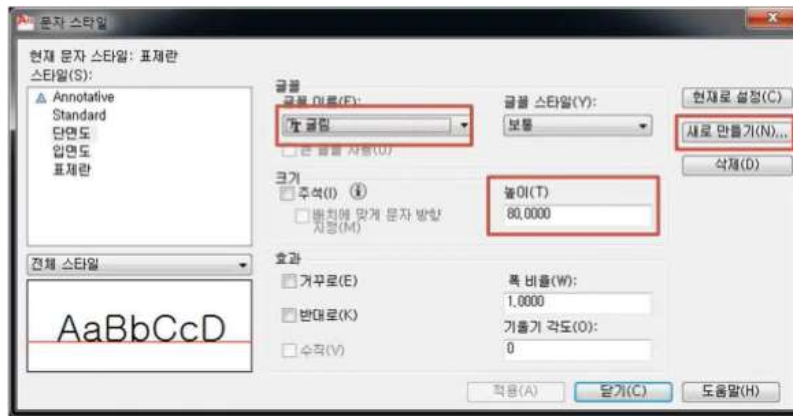 문자 스타일
현재 문자 스타일: 표제란
스타일(S):
Annotative
Standard
단면도
입면도
표제란
전체 스타일
AaBbCcD
글꼴
글꼴 이름(F):
굴림
큰 글꼴 사용(U)
글꼴 스타일(Y):
보통
크기
주석(I)
배치에 맞게 문자 방향
지정(M)
높이(T)
80.0000
효과
거꾸로(E)
반대로(K)
수직(V)
폭 비율(W):
1.0000
기울기 각도(O):
0
현재로 설정(C)
새로 만들기(N)...
삭제(D)
적용(A)
닫기(C)
도움말(H)